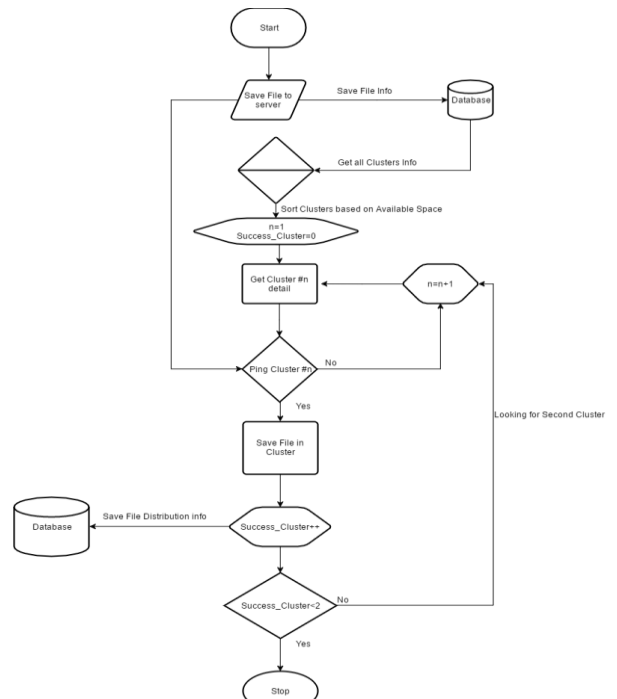 Start
Save File to
server
Save File Info
Database
Get all Clusters Info
Sort Clusters based on Available Space
n=1
Success_Cluster=0
Get Cluster #n
detail
n=n+1
Ping Cluster #n
No
Yes
Looking for Second Cluster
Save File in
Cluster
Database
Save File Distribution info
Success_Cluster++
Success_Cluster<2
No
Yes
Stop